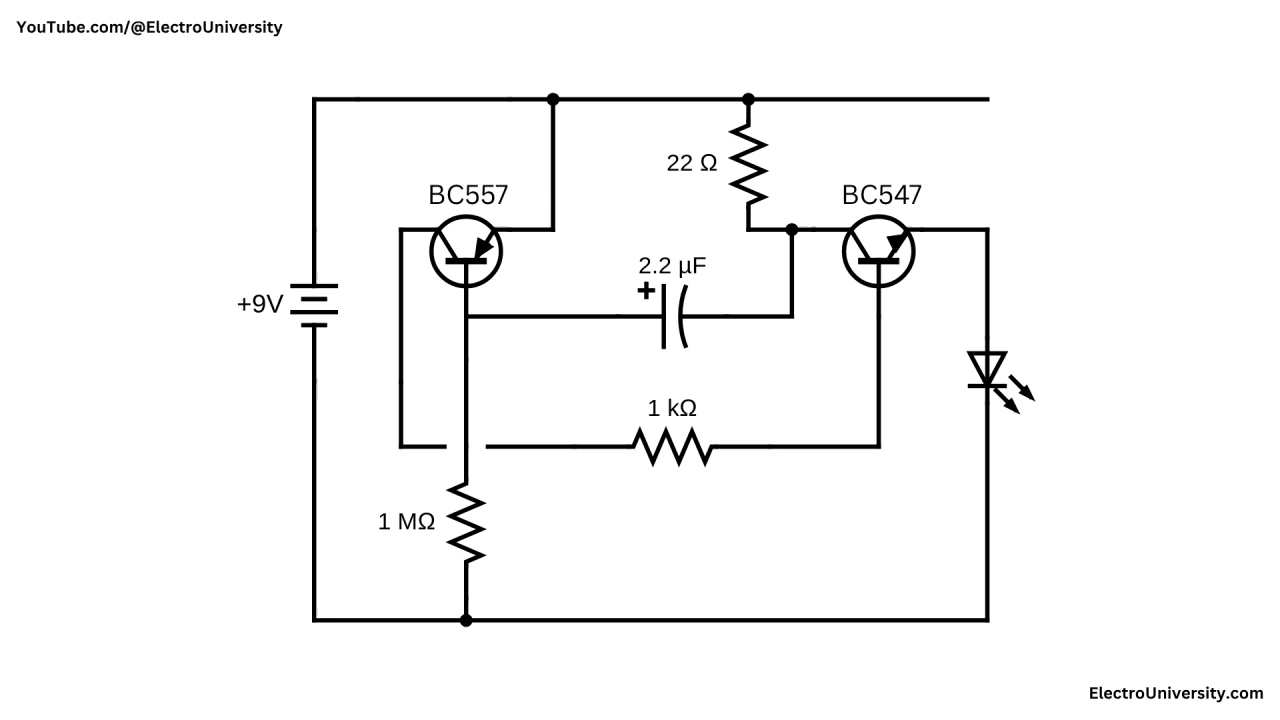 YouTube.com/@ElectroUniversity
22 Ω
BC557
BC547
2.2 µF
+
+9V
1 kΩ
1 MΩ
ElectroUniversity.com